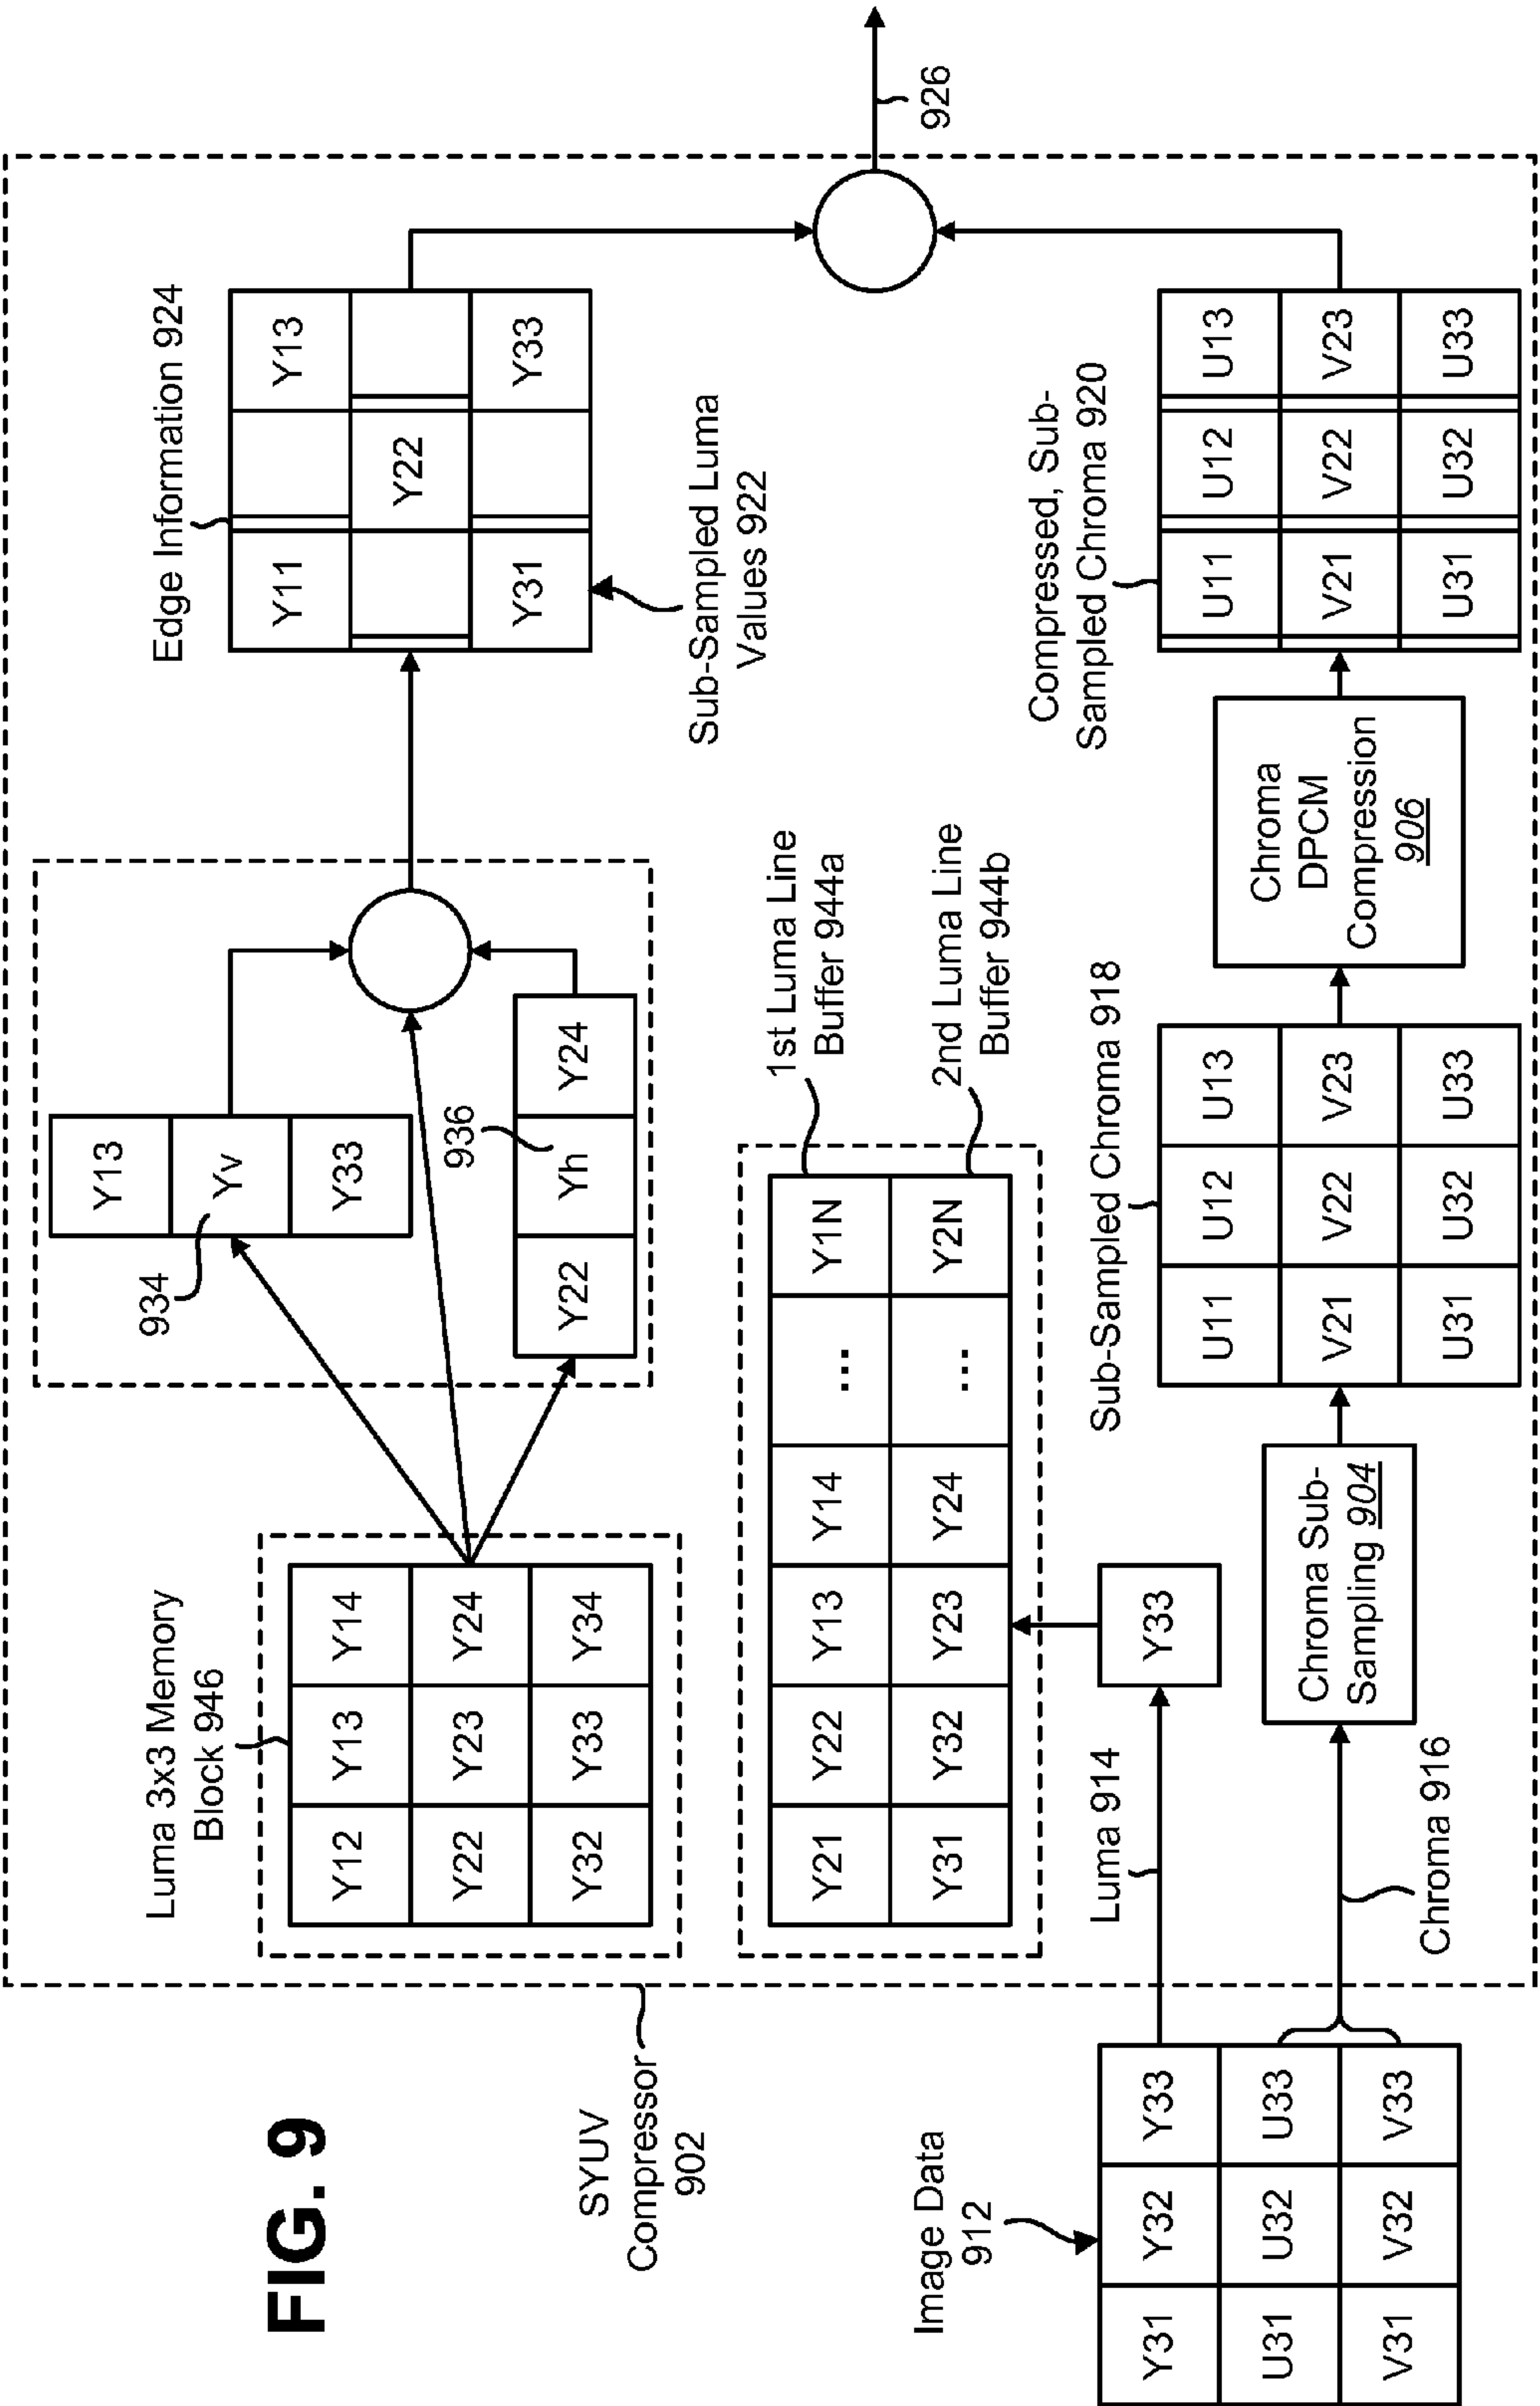 FIG. 9
SYUV
Compressor
902
Image Data
912
Y31 Y32 Y33
U31 U32 U33
V31 V32 V33
Luma 3x3 Memory
Block 946
Y12 Y13 Y14
Y22 Y23 Y24
Y32 Y33 Y34
934
Y13
Yv
Y33
936
Y22 Yh Y24
Edge Information 924
Y11 Y13
Y22
Y31 Y33
Sub-Sampled Luma
Values 922
926
1st Luma Line
Buffer 944a
2nd Luma Line
Buffer 944b
Y21 Y22 Y13 Y14 ... Y1N
Y31 Y32 Y23 Y24 ... Y2N
Luma 914
Y33
Chroma 916
Chroma Sub-
Sampling 904
Sub-Sampled Chroma 918
U11 U12 U13
V21 V22 V23
U31 U32 U33
Chroma
DPCM
Compression
906
Compressed, Sub-
Sampled Chroma 920
U11 U12 U13
V21 V22 V23
U31 U32 U33